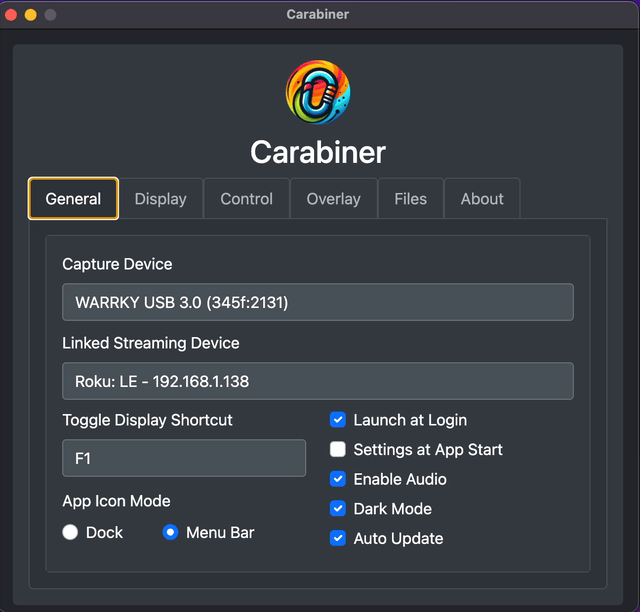 Carabiner
Carabiner
General Display Control Overlay Files About
Capture Device
WARRKY USB 3.0 (345f:2131)
Linked Streaming Device
Roku: LE - 192.168.1.138
Toggle Display Shortcut
F1
App Icon Mode
Dock Menu Bar
Launch at Login
Settings at App Start
Enable Audio
Dark Mode
Auto Update